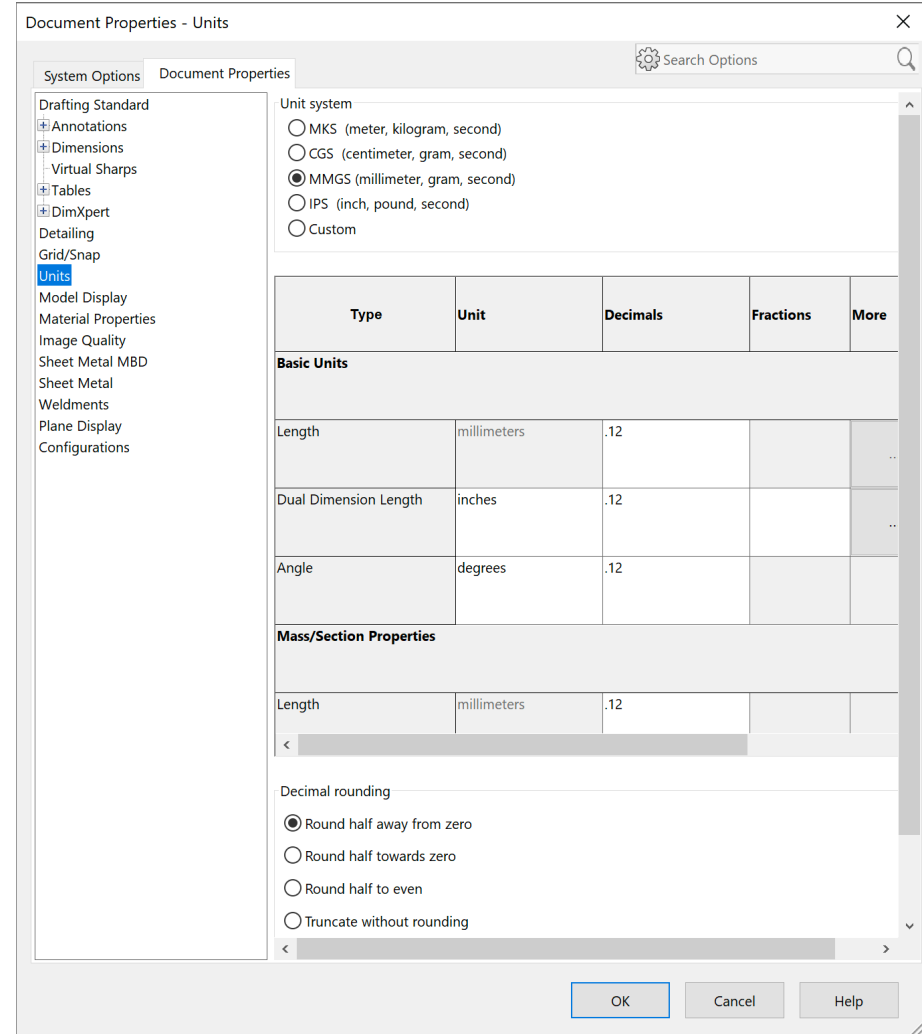 Document Properties - Units
Search Options
System Options
Document Properties
Drafting Standard
Annotations
Dimensions
Virtual Sharps
Tables
DimXpert
Detailing
Grid/Snap
Units
Model Display
Material Properties
Image Quality
Sheet Metal MBD
Sheet Metal
Weldments
Plane Display
Configurations
Unit system
MKS (meter, kilogram, second)
CGS (centimeter, gram, second)
MMGS (millimeter, gram, second)
IPS (inch, pound, second)
Custom
Type Unit Decimals Fractions More
Basic Units
Length millimeters .12 ..
Dual Dimension Length inches .12 ..
Angle degrees .12
Mass/Section Properties
Length millimeters .12
Decimal rounding
Round half away from zero
Round half towards zero
Round half to even
Truncate without rounding
OK Cancel Help